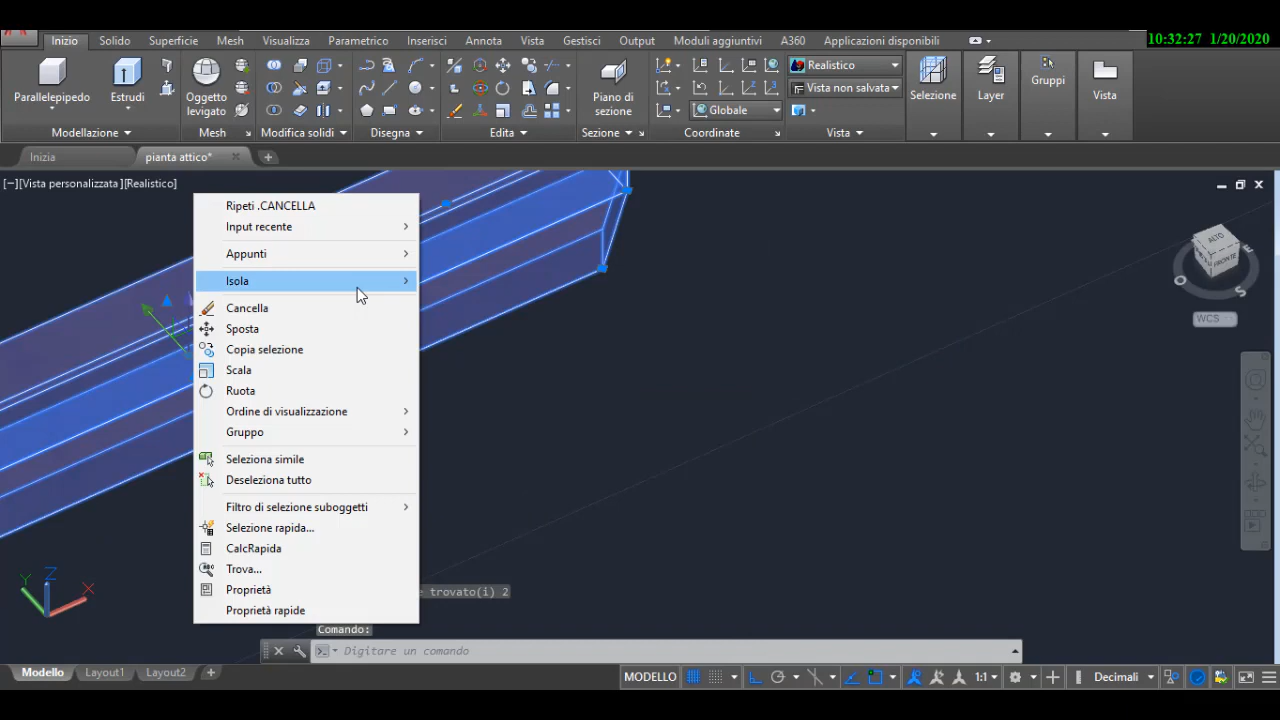 10:32:27 1/20/2020
Inizio Solido Superficie Mesh Visualizza Parametrico Inserisci Annota Vista Gestisci Output Moduli aggiuntivi A360 Applicazioni disponibili
Parallelepipedo Estrudi Oggetto levigato Piano di sezione Realistico Vista non salvata Globale Selezione Layer Gruppi Vista
Modellazione Mesh Modifica solidi Disegna Edita Sezione Coordinate Vista
Inizia pianta attico*
[−][Vista personalizzata][Realistico]
ALTO
FRONTE
E
O
S
WCS
Ripeti .CANCELLA
Input recente
Appunti
Isola
Cancella
Sposta
Copia selezione
Scala
Ruota
Ordine di visualizzazione
Gruppo
Seleziona simile
Deseleziona tutto
Filtro di selezione suboggetti
Selezione rapida...
CalcRapida
Trova...
Proprietà
Proprietà rapide
Y Z X
e trovato(i) 2
Comando:
Digitare un comando
Modello Layout1 Layout2 + MODELLO 1:1 Decimali